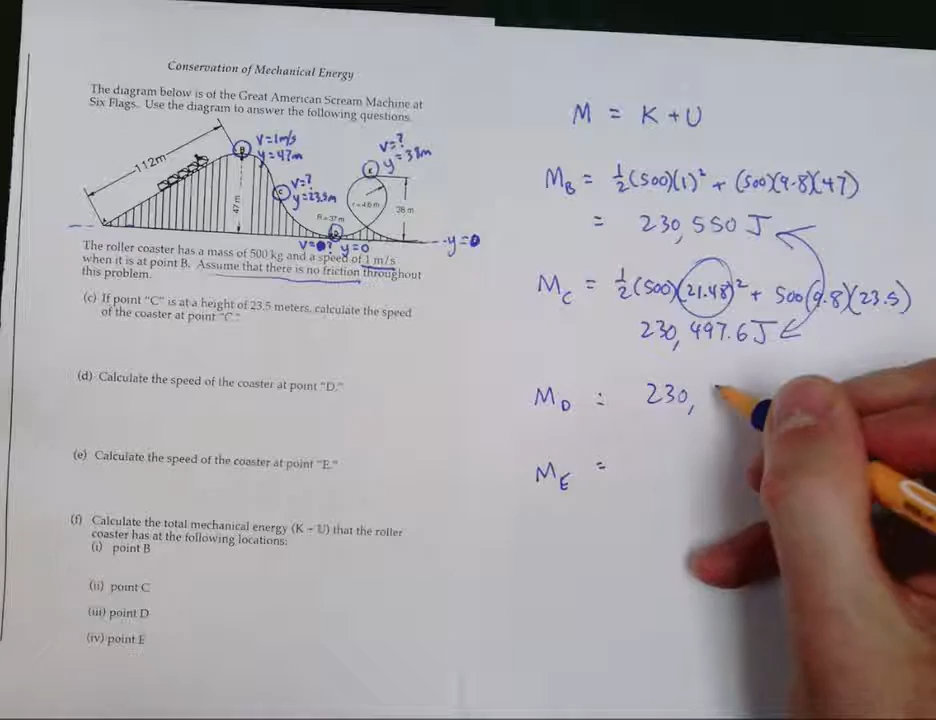 Conservation of Mechanical Energy
The diagram below is of the Great American Scream Machine at
Six Flags. Use the diagram to answer the following questions.
112m
B
V=1m/s
y=47m
47 m
C
V=?
y=23.5m
R=37 m
D
V=? y=0
E
V=?
y=38m
r=4.6 m
38 m
y=0
The roller coaster has a mass of 500 kg and a speed of 1 m/s
when it is at point B. Assume that there is no friction throughout
this problem.
(c) If point "C" is at a height of 23.5 meters, calculate the speed
of the coaster at point "C."
(d) Calculate the speed of the coaster at point "D."
(e) Calculate the speed of the coaster at point "E."
(f) Calculate the total mechanical energy (K + U) that the roller
coaster has at the following locations:
(i) point B
(ii) point C
(iii) point D
(iv) point E
M = K + U
M_B = ½(500)(1)² + (500)(9.8)(47)
= 230,550 J
M_C = ½(500)(21.48)² + 500(9.8)(23.5)
230,497.6 J
M_D = 230,
M_E =